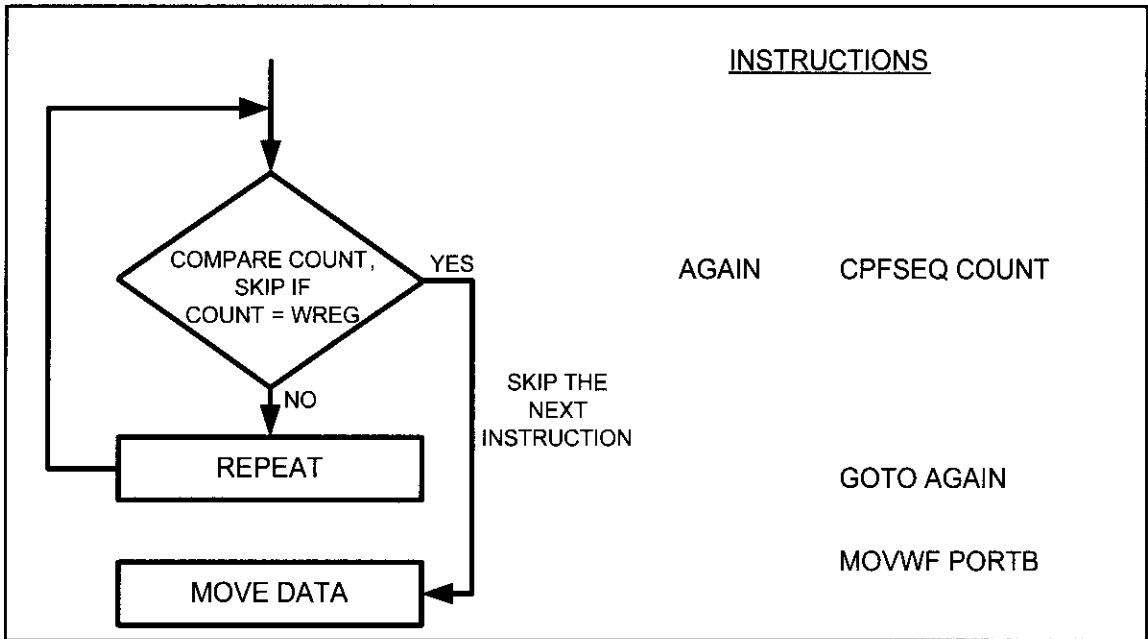 INSTRUCTIONS
COMPARE COUNT,
SKIP IF
COUNT = WREG
YES
AGAIN CPFSEQ COUNT
NO
SKIP THE
NEXT
INSTRUCTION
REPEAT
GOTO AGAIN
MOVE DATA
MOVWF PORTB